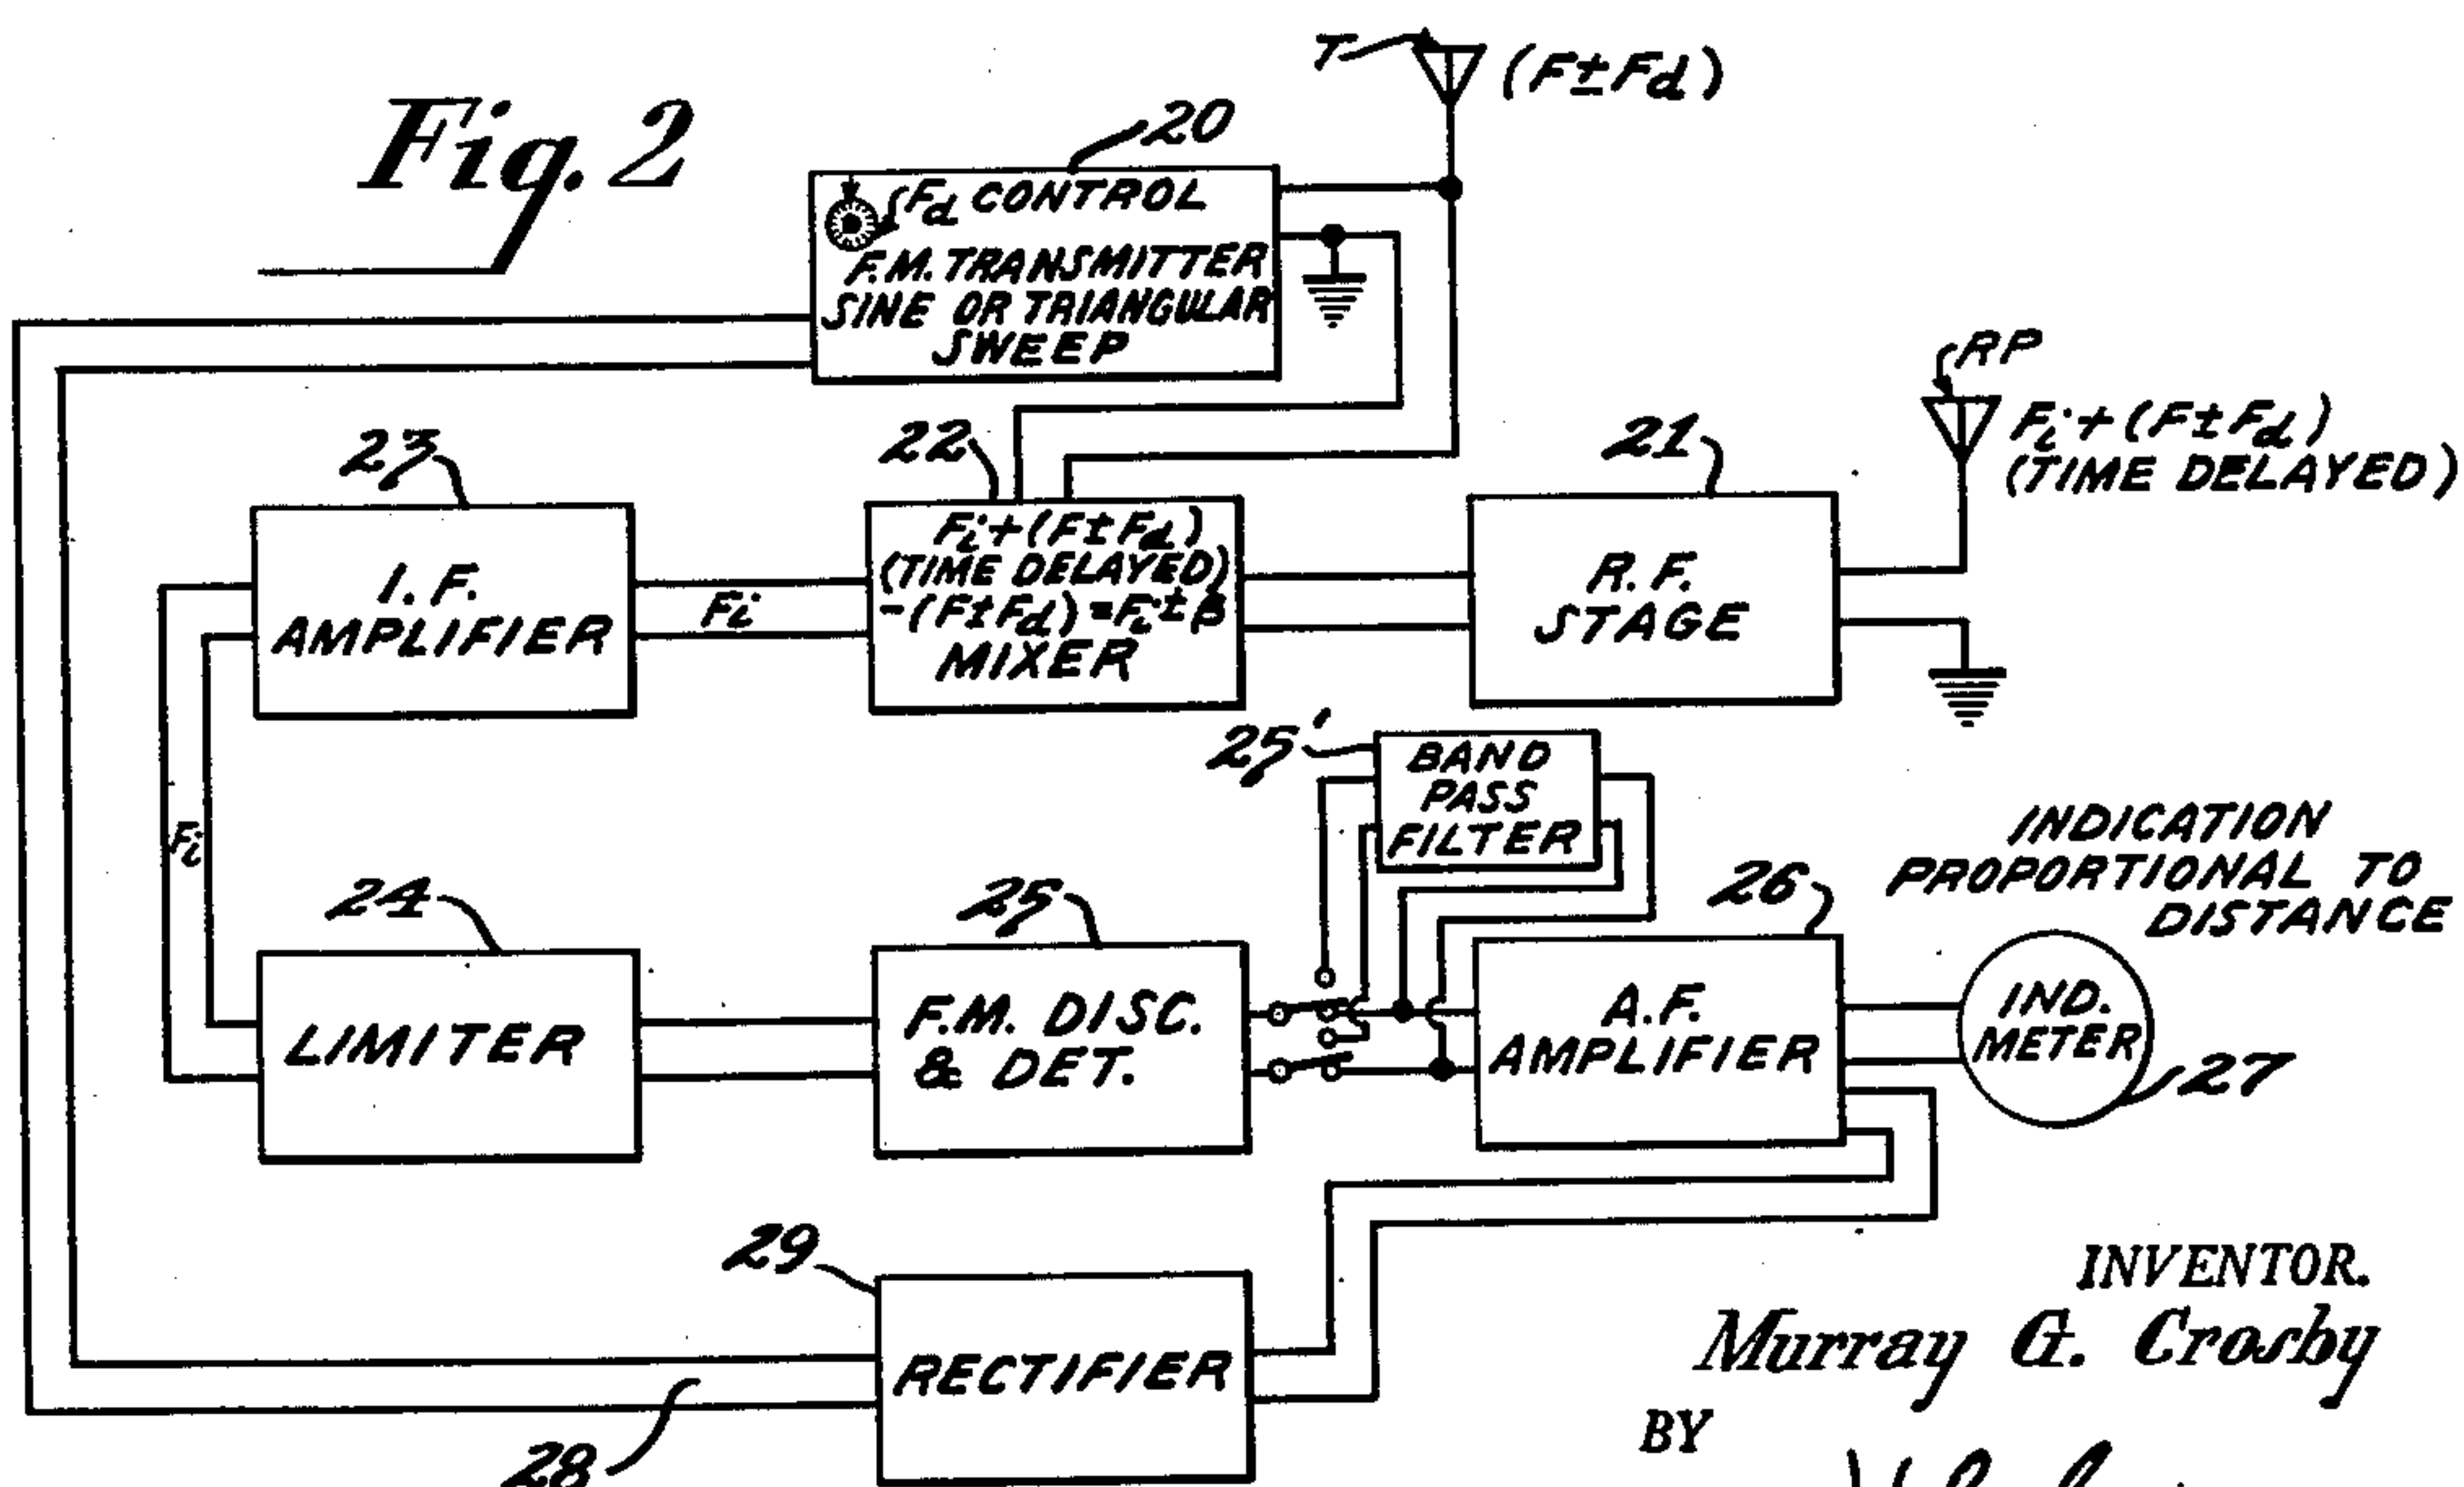 Fig. 2
T
(F±Fd)
20
Fd CONTROL
F.M. TRANSMITTER
SINE OR TRIANGULAR
SWEEP
RP
Fi+(F±Fd)
(TIME DELAYED)
23
22
21
I.F.
AMPLIFIER
Fi
Fi+(F±Fd)
(TIME DELAYED)
-(F±Fd)=Fi±β
MIXER
R.F.
STAGE
25'
BAND
PASS
FILTER
Fi
INDICATION
PROPORTIONAL TO
DISTANCE
24
25
26
LIMITER
F.M. DISC.
& DET.
A.F.
AMPLIFIER
IND.
METER
27
29
RECTIFIER
28
INVENTOR.
Murray G. Crosby
BY